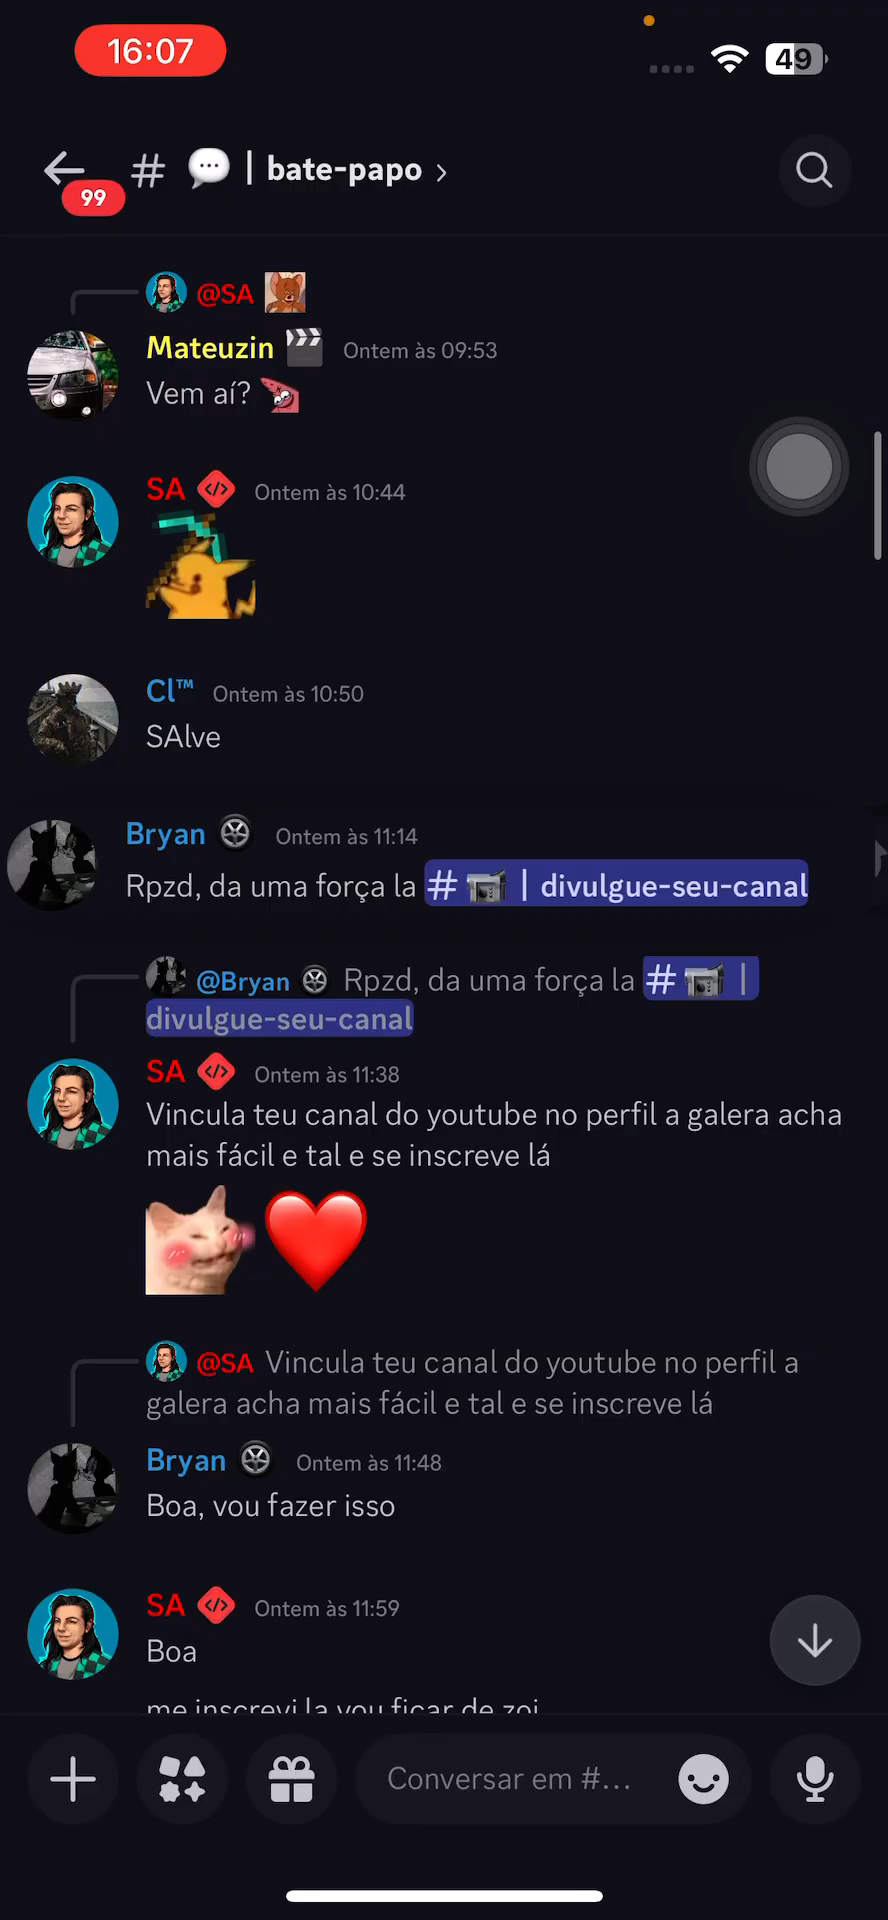 16:07
49
99
# 💬 | bate-papo ›
@SA
Mateuzin 🎬 Ontem às 09:53
Vem aí?
SA </> Ontem às 10:44
Cl™ Ontem às 10:50
SAlve
Bryan Ontem às 11:14
Rpzd, da uma força la # 📹 | divulgue-seu-canal
@Bryan Rpzd, da uma força la # 📹 |
divulgue-seu-canal
SA </> Ontem às 11:38
Vincula teu canal do youtube no perfil a galera acha
mais fácil e tal e se inscreve lá
❤️
@SA Vincula teu canal do youtube no perfil a
galera acha mais fácil e tal e se inscreve lá
Bryan Ontem às 11:48
Boa, vou fazer isso
SA </> Ontem às 11:59
Boa
me inscrevi la vou ficar de zoi
Conversar em #...